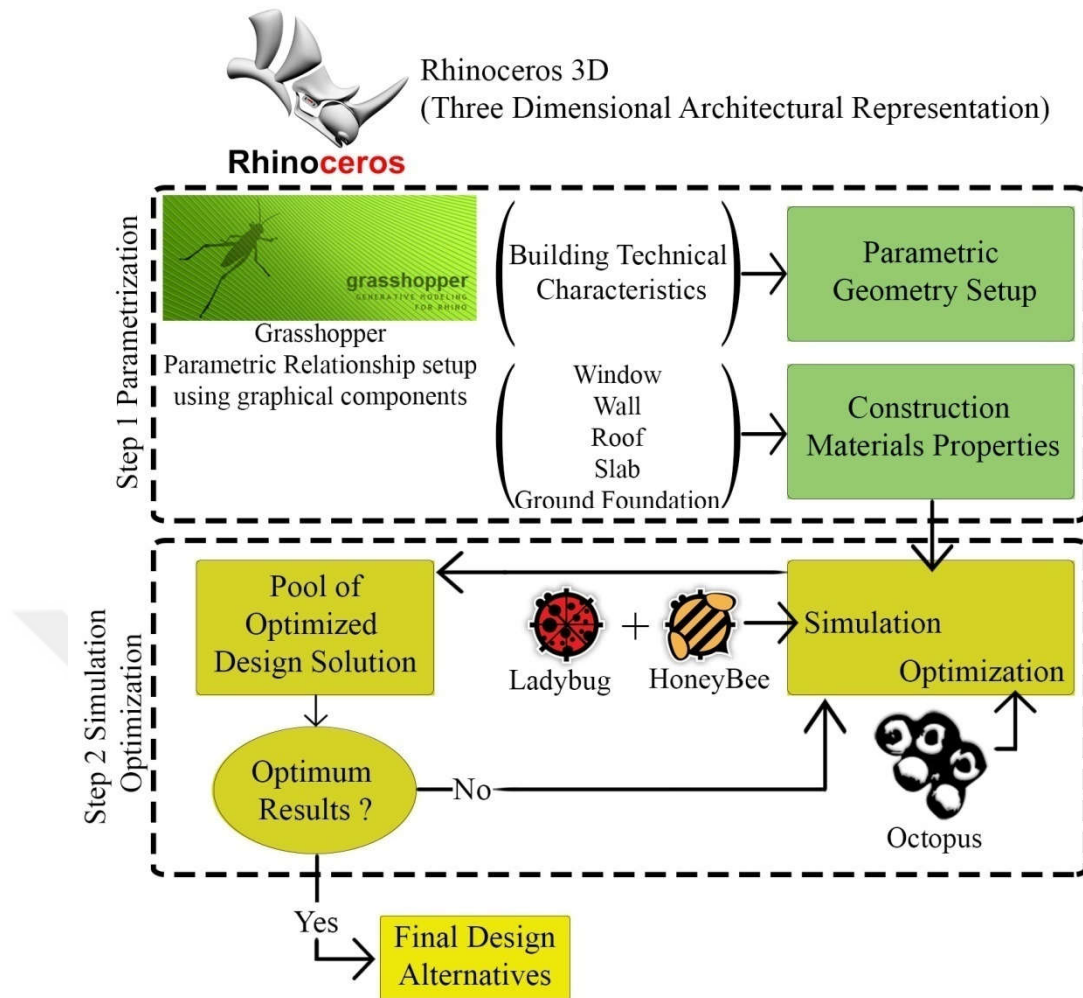 Rhinoceros 3D
(Three Dimensional Architectural Representation)
Rhinoceros
Step 1 Parametrization
grasshopper
GENERATIVE MODELING
FOR RHINO
Grasshopper
Parametric Relationship setup
using graphical components
Building Technical
Characteristics
Parametric
Geometry Setup
Window
Wall
Roof
Slab
Ground Foundation
Construction
Materials Properties
Step 2 Simulation
Optimization
Pool of
Optimized
Design Solution
Ladybug
+
HoneyBee
Simulation
Optimization
Optimum
Results ?
No
Octopus
Yes
Final Design
Alternatives